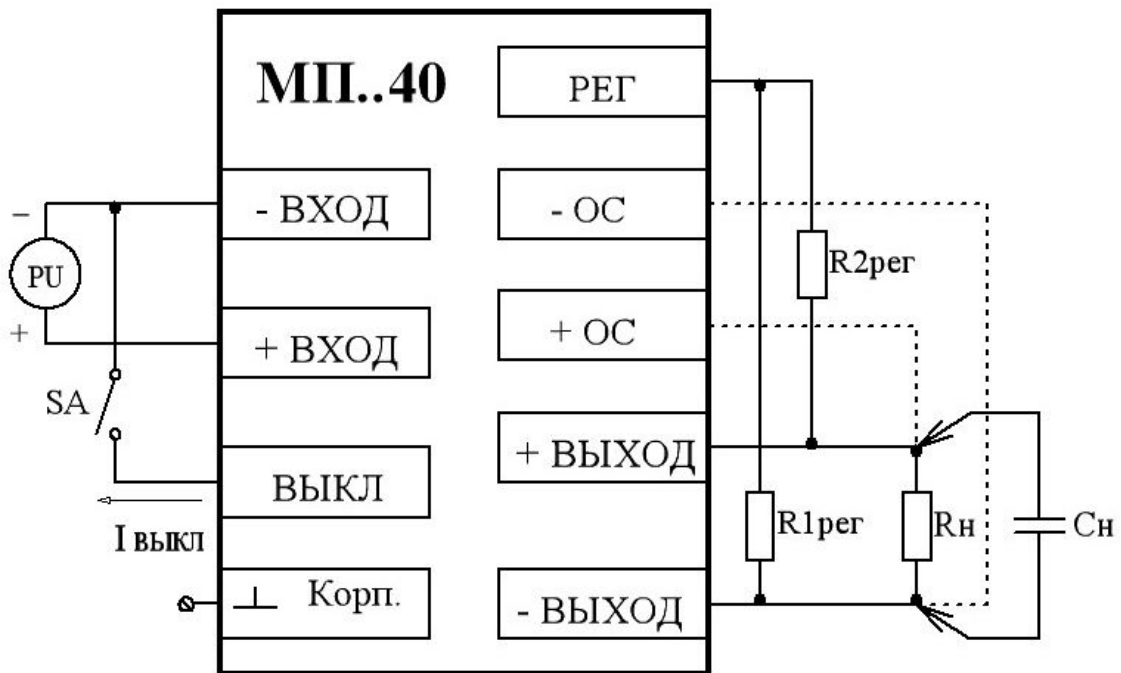 МП..40
РЕГ
- ВХОД
- ОС
–
PU
R2рег
+
+ ВХОД
+ ОС
SA
ВЫКЛ
+ ВЫХОД
I выкл
R1рег
Rн
Cн
Корп.
- ВЫХОД